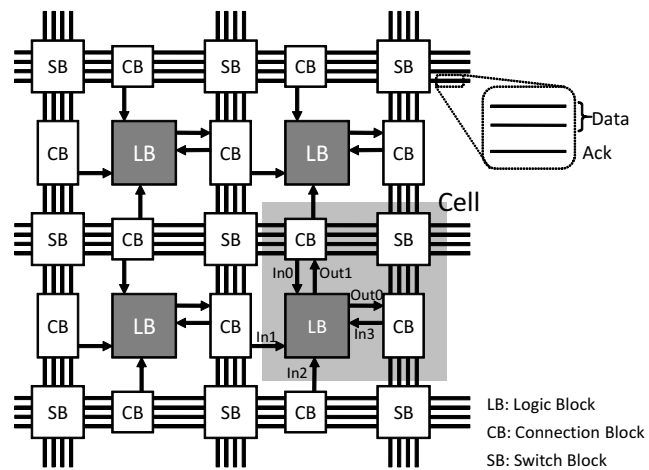 SB CB SB CB SB
Data
Ack
CB LB CB LB CB
Cell
SB CB SB CB SB
In0 Out1
Out0
CB LB CB LB CB
In1 In3
In2
SB CB SB CB SB
LB: Logic Block
CB: Connection Block
SB: Switch Block